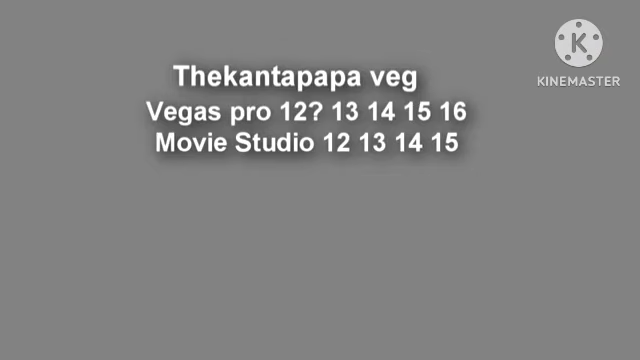 Thekantapapa veg
Vegas pro 12? 13 14 15 16
Movie Studio 12 13 14 15
KINEMASTER